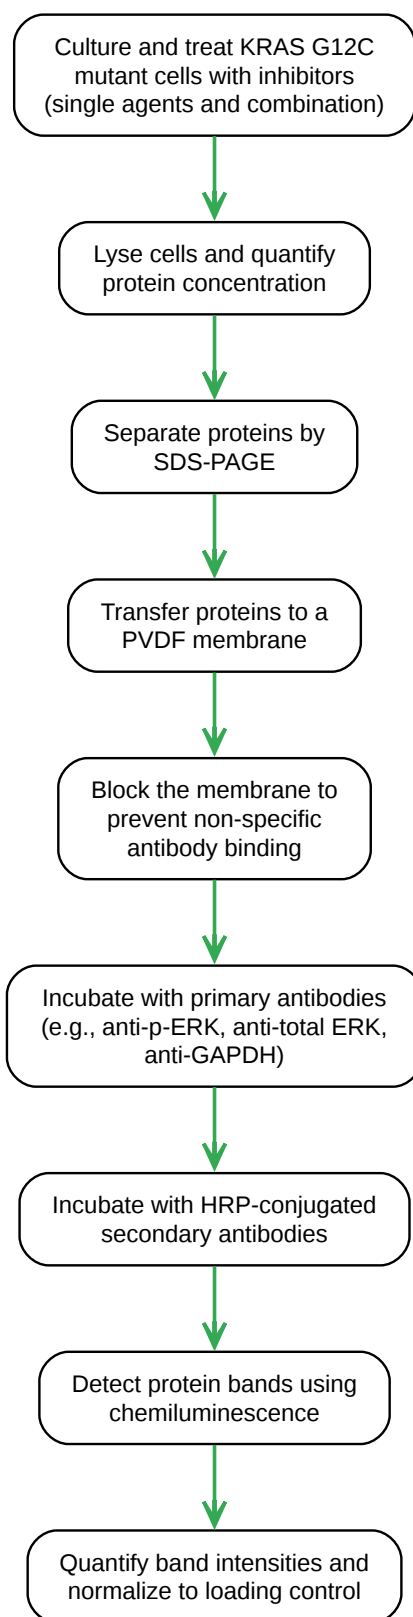 Culture and treat KRAS G12C
mutant cells with inhibitors
(single agents and combination)
Lyse cells and quantify
protein concentration
Separate proteins by
SDS-PAGE
Transfer proteins to a
PVDF membrane
Block the membrane to
prevent non-specific
antibody binding
Incubate with primary antibodies
(e.g., anti-p-ERK, anti-total ERK,
anti-GAPDH)
Incubate with HRP-conjugated
secondary antibodies
Detect protein bands using
chemiluminescence
Quantify band intensities and
normalize to loading control